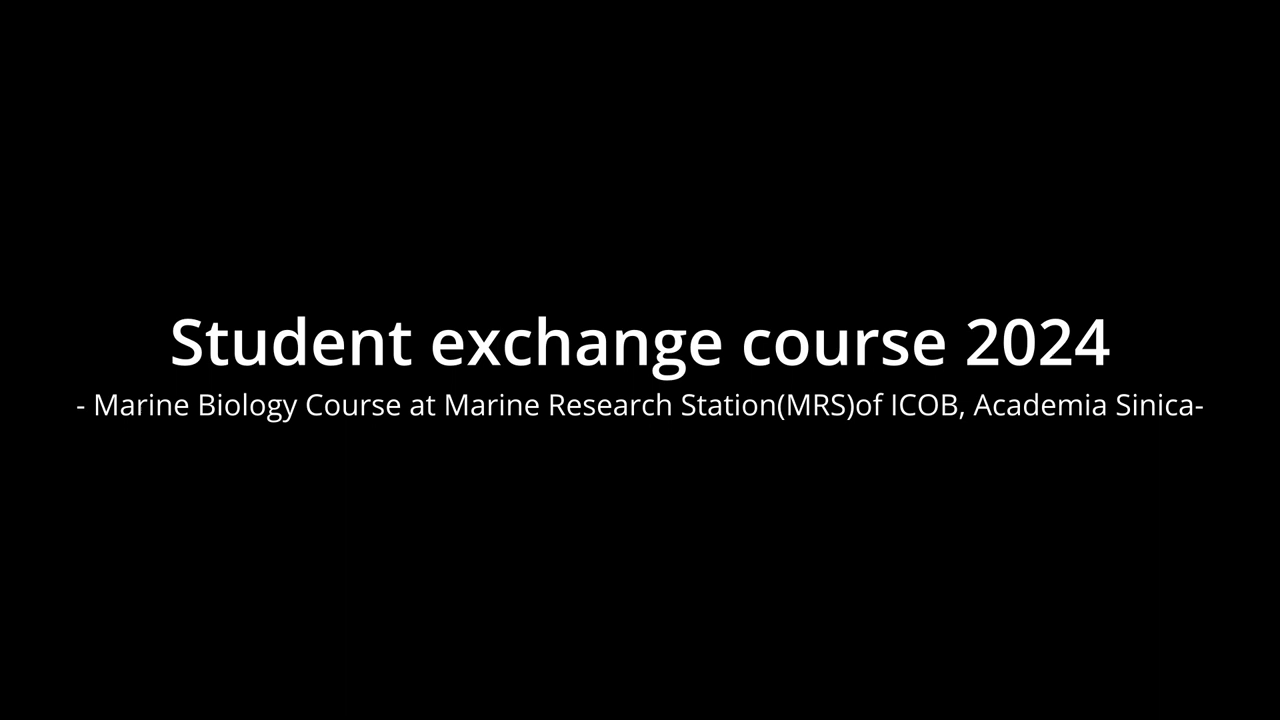 Student exchange course 2024
- Marine Biology Course at Marine Research Station(MRS)of ICOB, Academia Sinica-